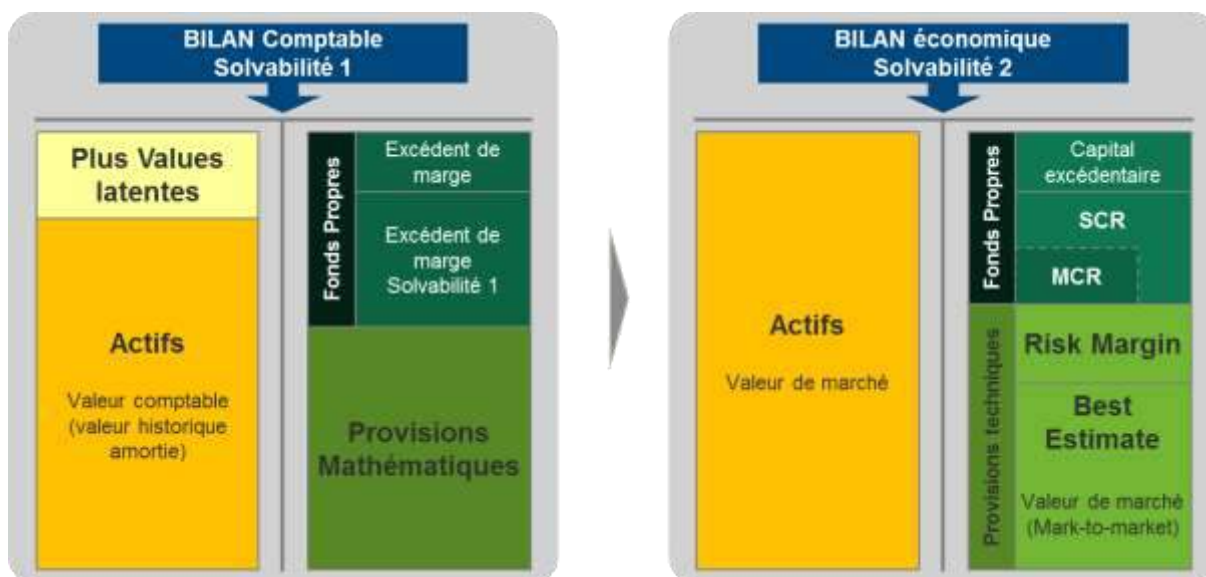 BILAN Comptable
Solvabilité 1
Plus Values
latentes
Actifs
Valeur comptable
(valeur historique
amortie)
Fonds Propres
Excédent de
marge
Excédent de
marge
Solvabilité 1
Provisions
Mathématiques
BILAN économique
Solvabilité 2
Actifs
Valeur de marché
Fonds Propres
Capital
excédentaire
SCR
MCR
Provisions techniques
Risk Margin
Best
Estimate
Valeur de marché
(Mark-to-market)